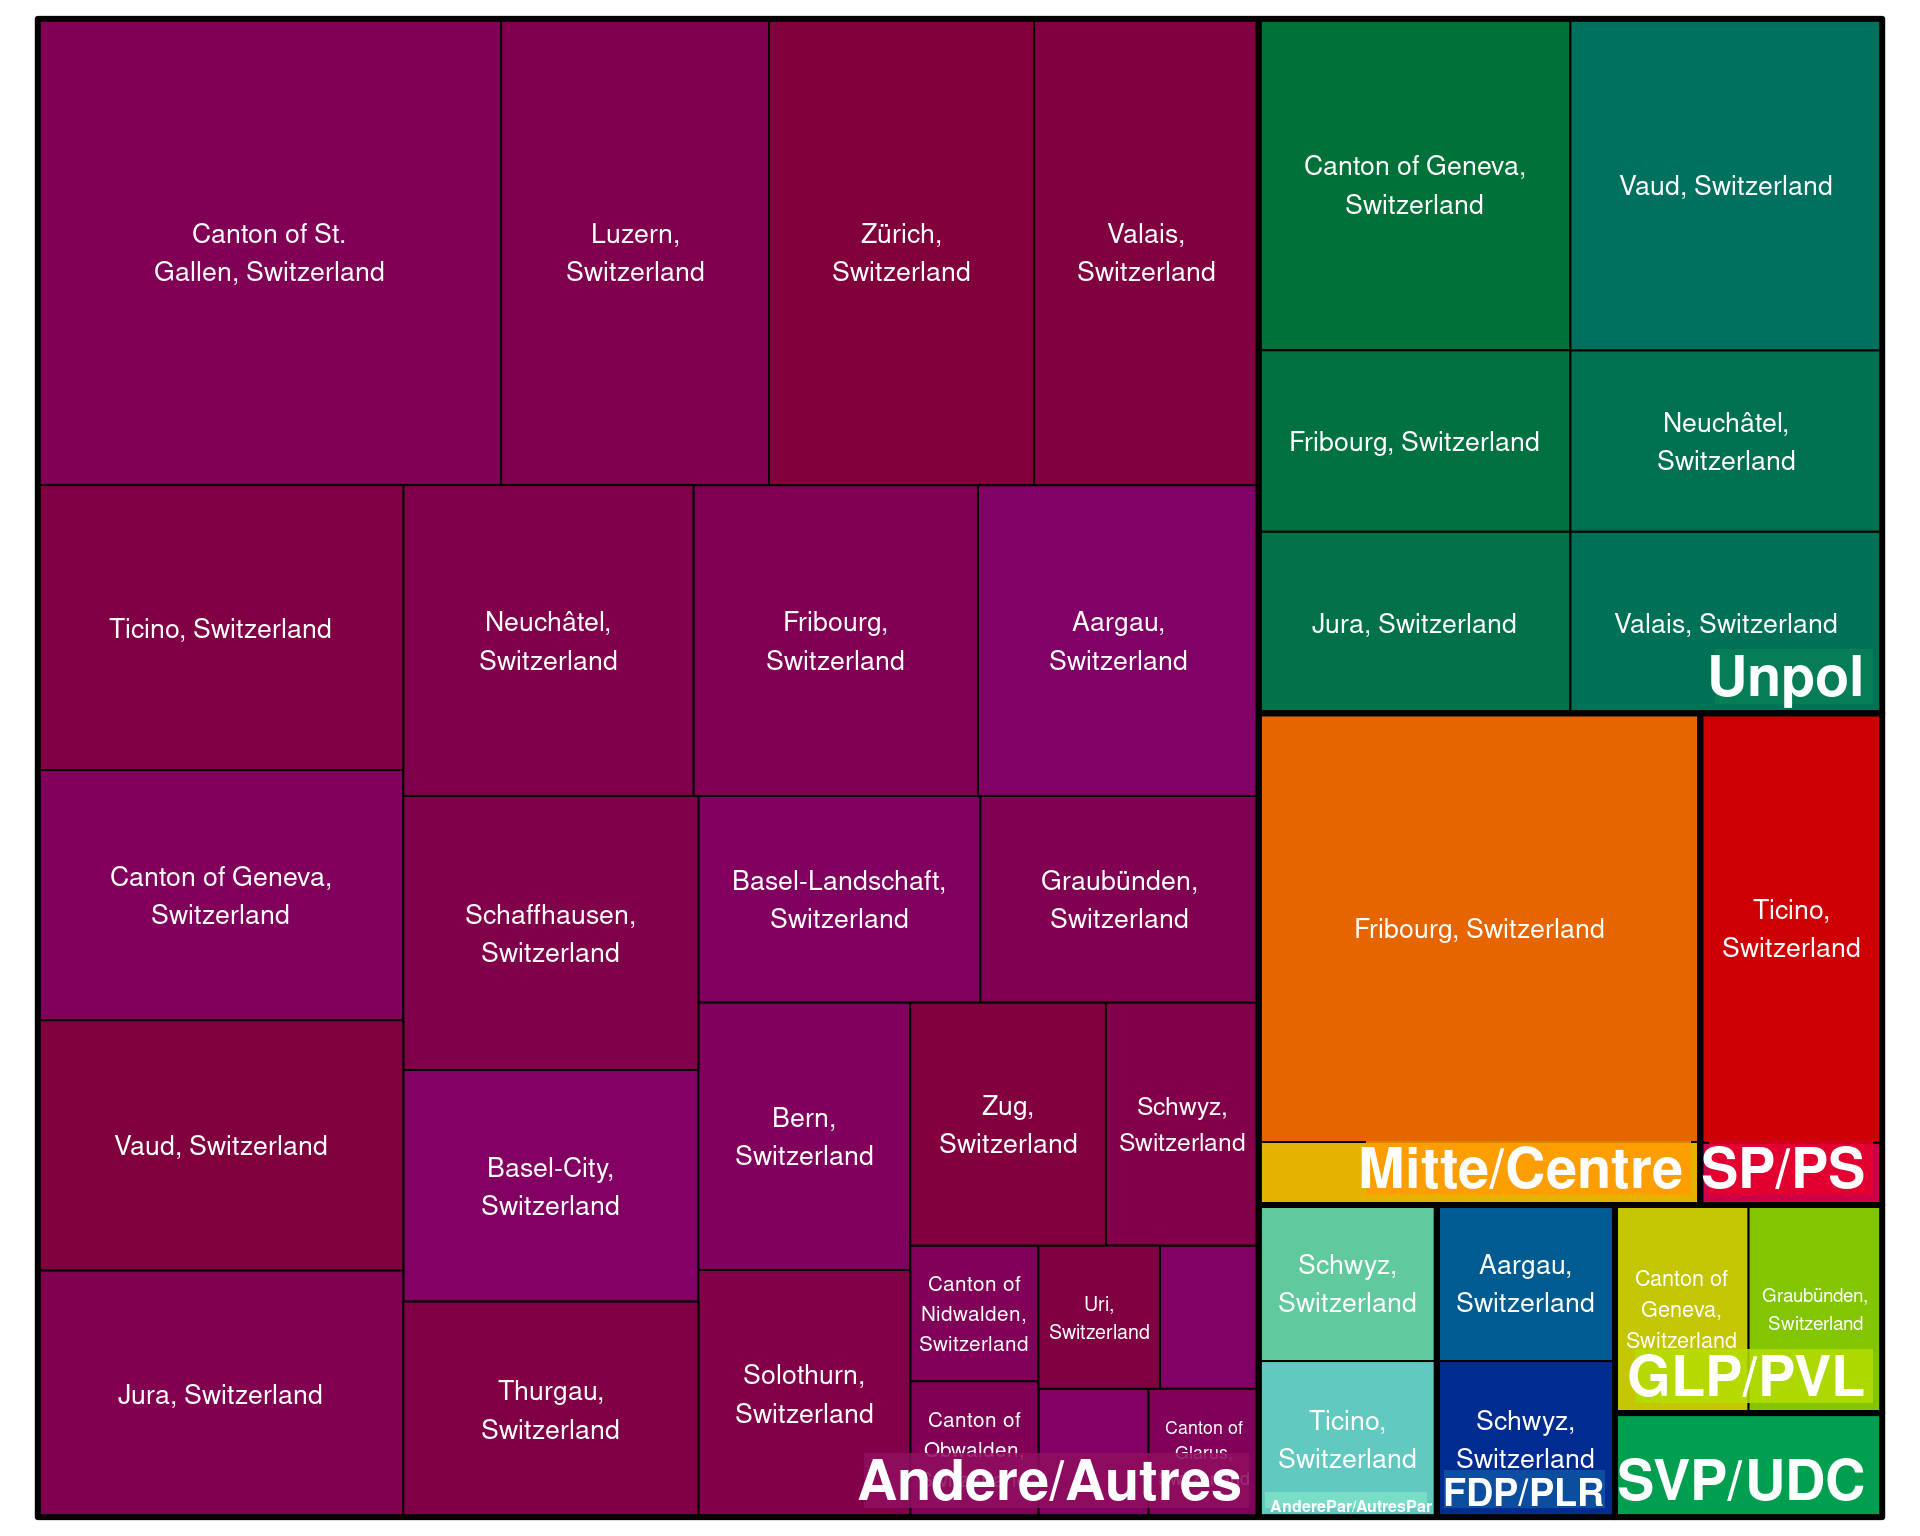 Canton of St.
Gallen, Switzerland
Luzern,
Switzerland
Zürich,
Switzerland
Valais,
Switzerland
Ticino, Switzerland
Neuchâtel,
Switzerland
Fribourg,
Switzerland
Aargau,
Switzerland
Canton of Geneva,
Switzerland
Schaffhausen,
Switzerland
Basel-Landschaft,
Switzerland
Graubünden,
Switzerland
Vaud, Switzerland
Basel-City,
Switzerland
Bern,
Switzerland
Zug,
Switzerland
Schwyz,
Switzerland
Jura, Switzerland
Thurgau,
Switzerland
Solothurn,
Switzerland
Canton of
Nidwalden,
Switzerland
Uri,
Switzerland
Canton of
Obwalden,
Canton of
Glarus,
Andere/Autres
Canton of Geneva,
Switzerland
Vaud, Switzerland
Fribourg, Switzerland
Neuchâtel,
Switzerland
Jura, Switzerland
Valais, Switzerland
Unpol
Fribourg, Switzerland
Mitte/Centre
Ticino,
Switzerland
SP/PS
Schwyz,
Switzerland
Ticino,
Switzerland
AnderePar/AutresPar
Aargau,
Switzerland
Schwyz,
Switzerland
FDP/PLR
Canton of
Geneva,
Switzerland
Graubünden,
Switzerland
GLP/PVL
SVP/UDC